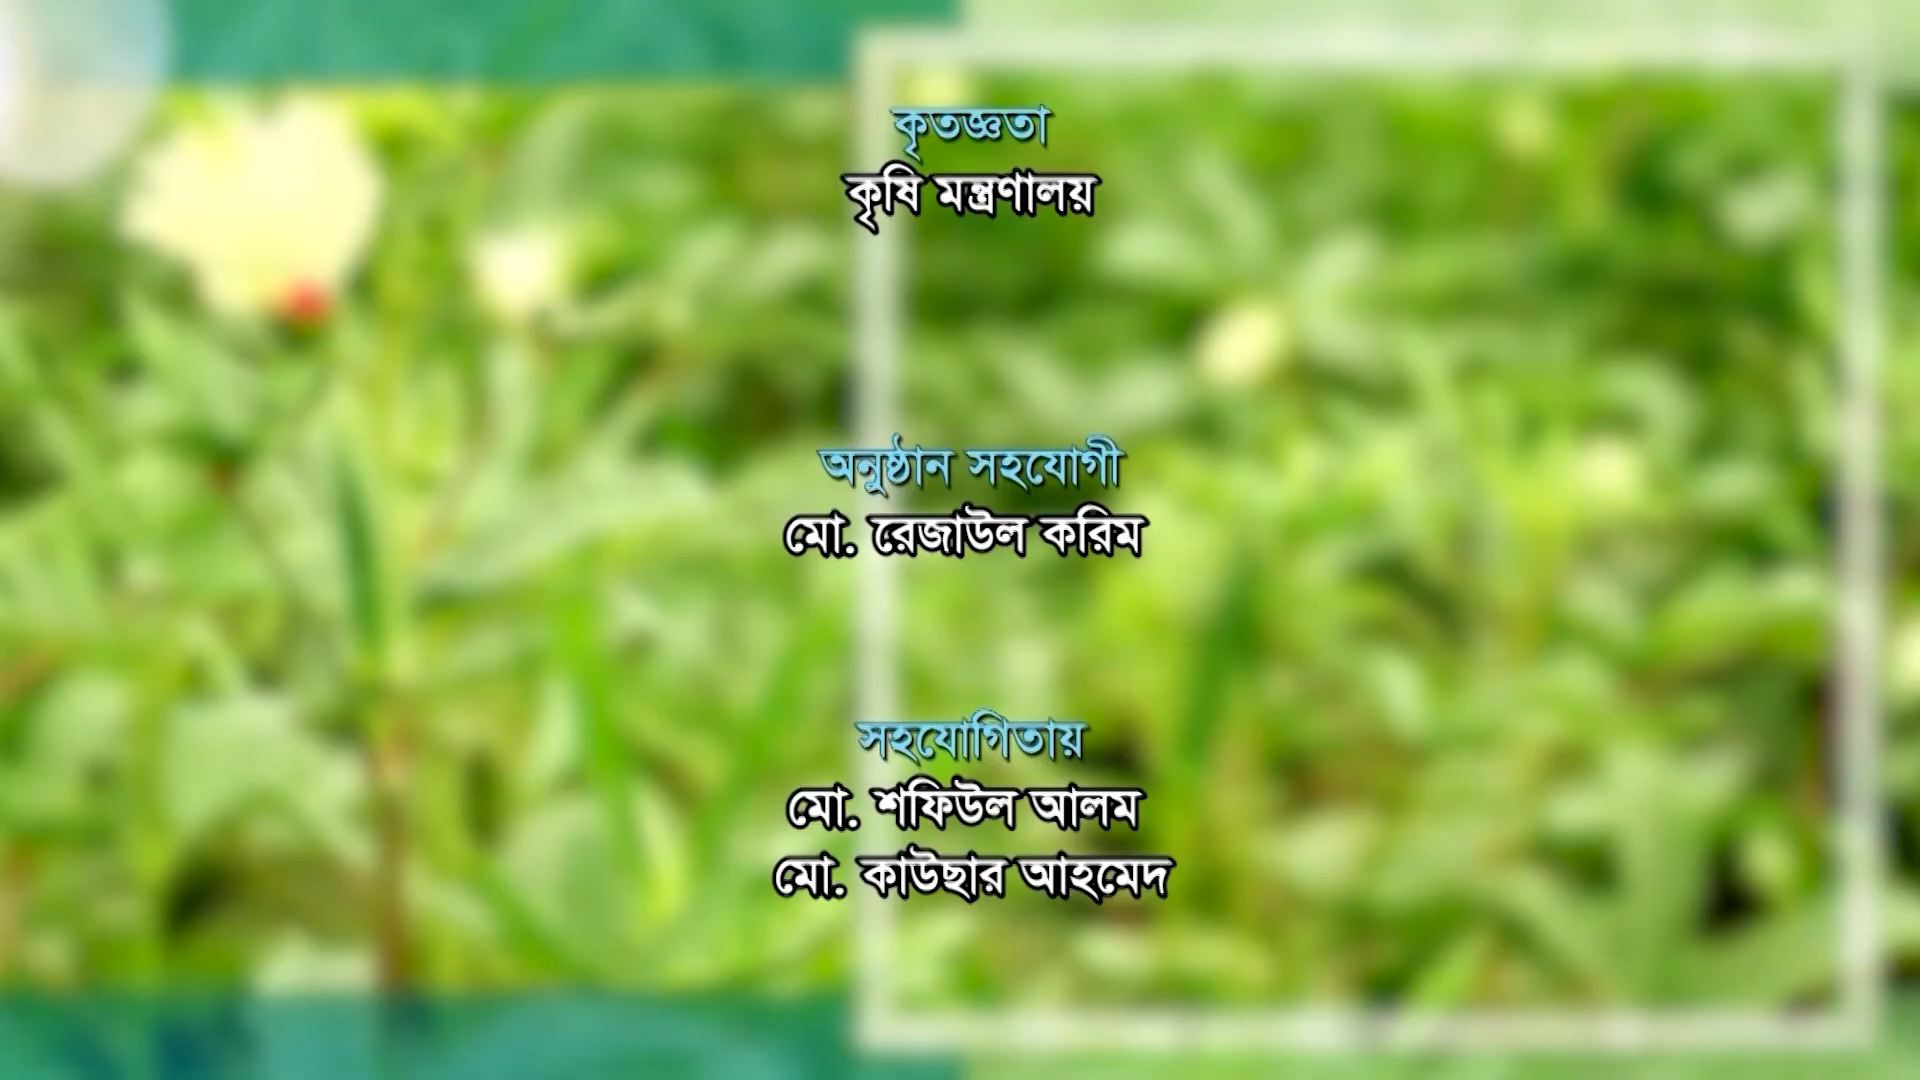 কৃতজ্ঞতা
কৃষি মন্ত্রণালয়
অনুষ্ঠান সহযোগী
মো. রেজাউল করিম
সহযোগিতায়
মো. শফিউল আলম
মো. কাউছার আহমেদ